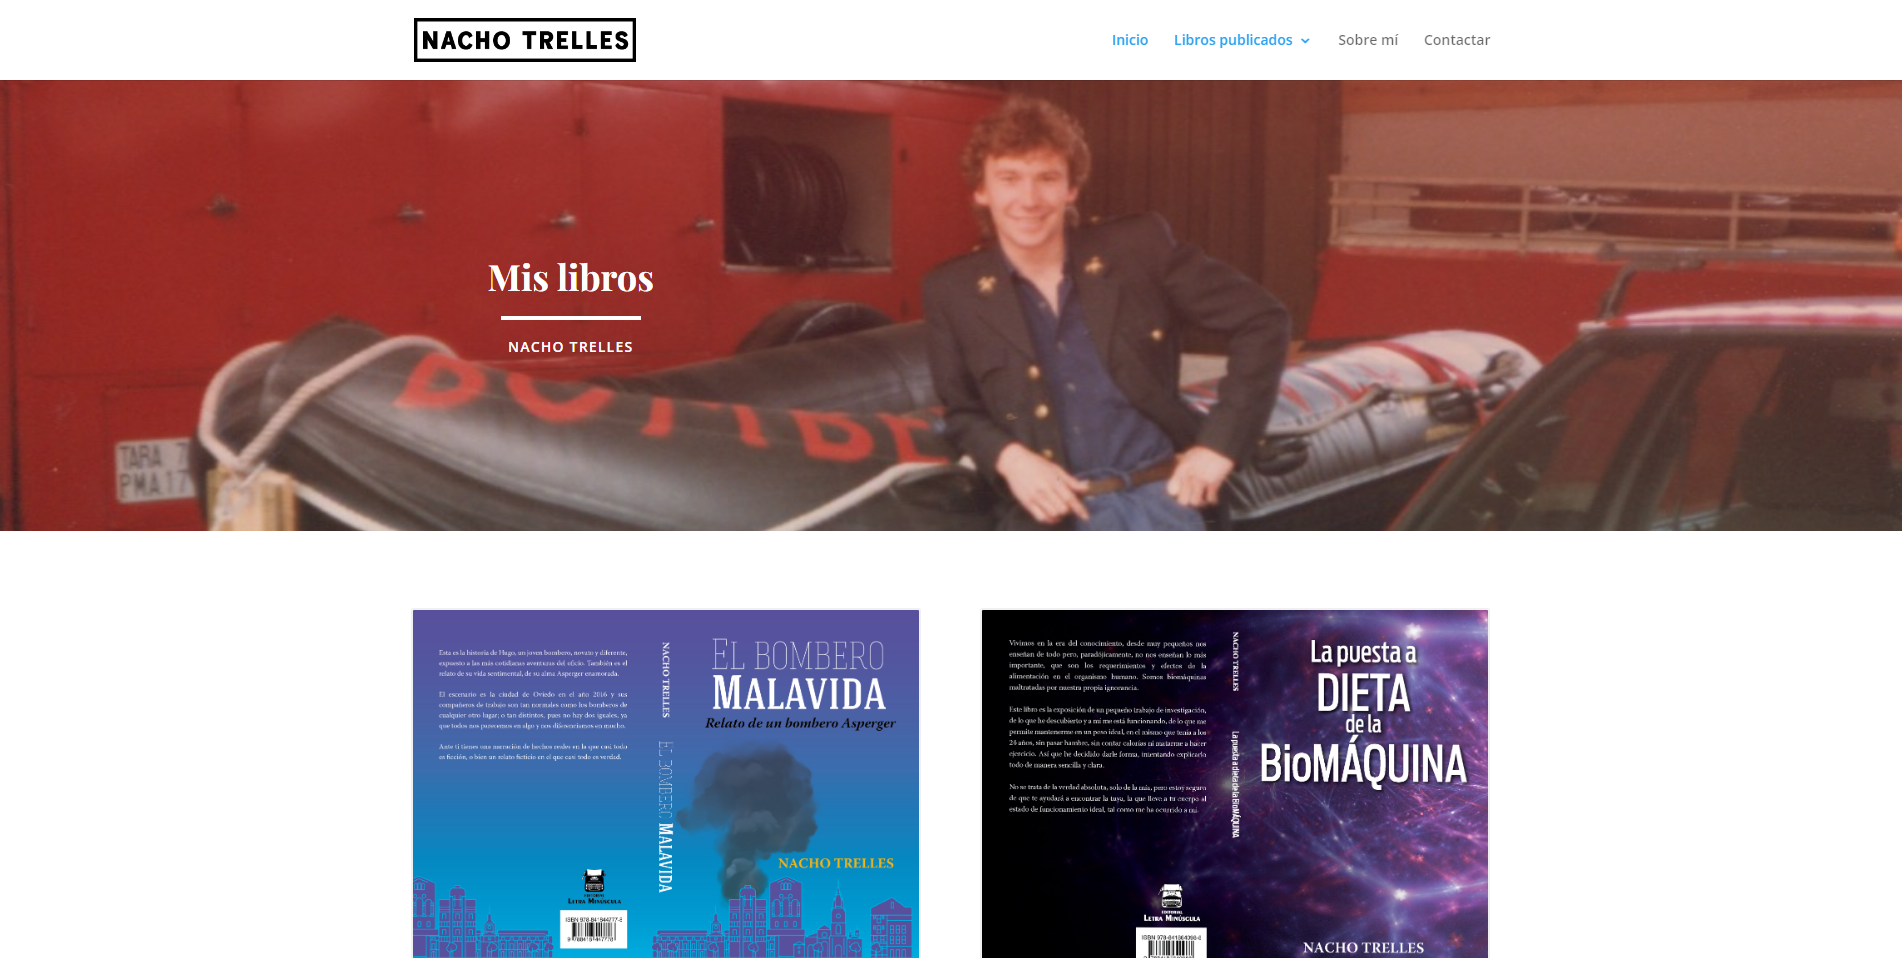 NACHO TRELLES
Inicio
Libros publicados
Sobre mí
Contactar
Mis libros
NACHO TRELLES
BOMBE
TARA 7
PMA 17
Esta es la historia de Hugo, un joven bombero, novato y diferente,
expuesto a las más cotidianas aventuras del oficio. También es el
relato de su vida sentimental, de su alma Asperger enamorada.
El escenario es la ciudad de Oviedo en el año 2016 y sus
compañeros de trabajo son tan normales como los bomberos de
cualquier otro lugar; o tan distintos, pues no hay dos iguales, ya
que todos nos parecemos en algo y nos diferenciamos en mucho.
Ante ti tienes una narración de hechos reales en la que casi todo
es ficción, o bien un relato ficticio en el que casi todo es verdad.
EDITORIAL
LETRA MINÚSCULA
NACHO TRELLES
EL BOMBERO MALAVIDA
EL BOMBERO
MALAVIDA
Relato de un bombero Asperger
NACHO TRELLES
Vivimos en la era del conocimiento, desde muy pequeños nos
enseñan de todo pero, paradójicamente, no nos enseñan lo más
importante, que son los requerimientos y efectos de la
alimentación en el organismo humano. Somos biomáquinas
maltratadas por nuestra propia ignorancia.
Este libro es la exposición de un pequeño trabajo de investigación,
de lo que he descubierto y a mí me está funcionando, de lo que me
permite mantenerme en un peso ideal, en el mismo que tenía a los
24 años, sin pasar hambre, sin contar calorías ni matarme a hacer
ejercicio. Así que he decidido darle forma, intentando explicarlo
todo de manera sencilla y clara.
No se trata de la verdad absoluta, solo de la mía, pero estoy seguro
de que te ayudará a encontrar la tuya, la que lleve a tu cuerpo al
estado de funcionamiento ideal, tal como me ha ocurrido a mí.
EDITORIAL
LETRA MINÚSCULA
NACHO TRELLES
La puesta a dieta de la BioMÁQUINA
La puesta a
DIETA
de la
BioMÁQUINA
NACHO TRELLES